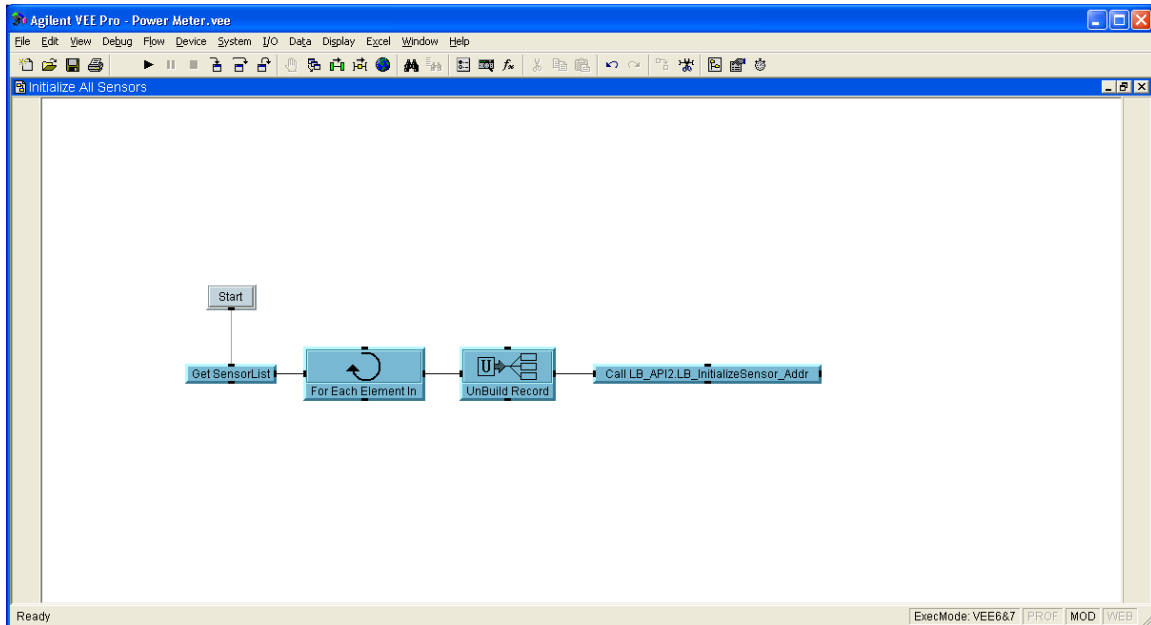 Agilent VEE Pro - Power Meter.vee
File Edit View Debug Flow Device System I/O Data Display Excel Window Help
Initialize All Sensors
Start
Get SensorList
For Each Element In
U
UnBuild Record
Call LB_API2.LB_InitializeSensor_Addr
Ready
ExecMode: VEE6&7 PROF MOD WEB